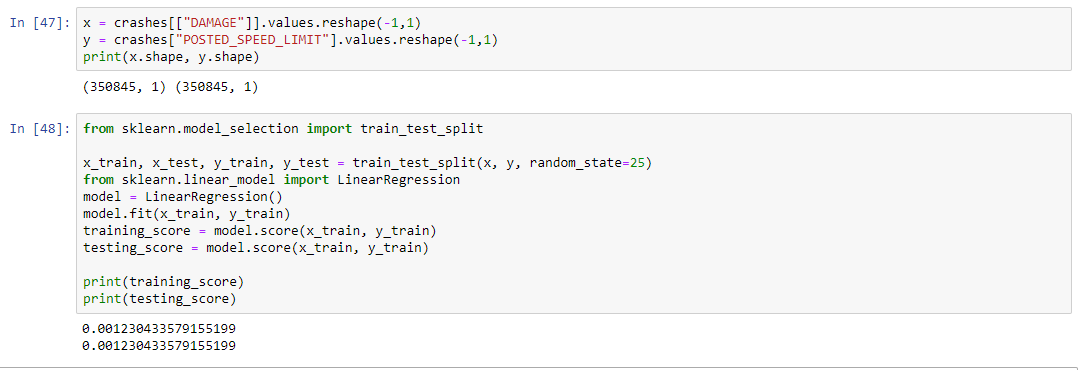 In [47]: x = crashes[["DAMAGE"]].values.reshape(-1,1)
y = crashes["POSTED_SPEED_LIMIT"].values.reshape(-1,1)
print(x.shape, y.shape)
(350845, 1) (350845, 1)
In [48]: from sklearn.model_selection import train_test_split
x_train, x_test, y_train, y_test = train_test_split(x, y, random_state=25)
from sklearn.linear_model import LinearRegression
model = LinearRegression()
model.fit(x_train, y_train)
training_score = model.score(x_train, y_train)
testing_score = model.score(x_train, y_train)
print(training_score)
print(testing_score)
0.001230433579155199
0.001230433579155199